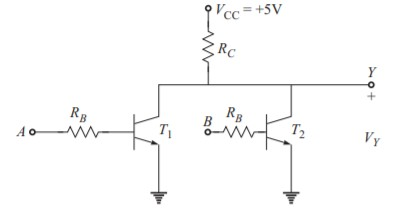 V_CC = +5V
R_C
Y
+
R_B
A
T_1
B
R_B
T_2
V_Y